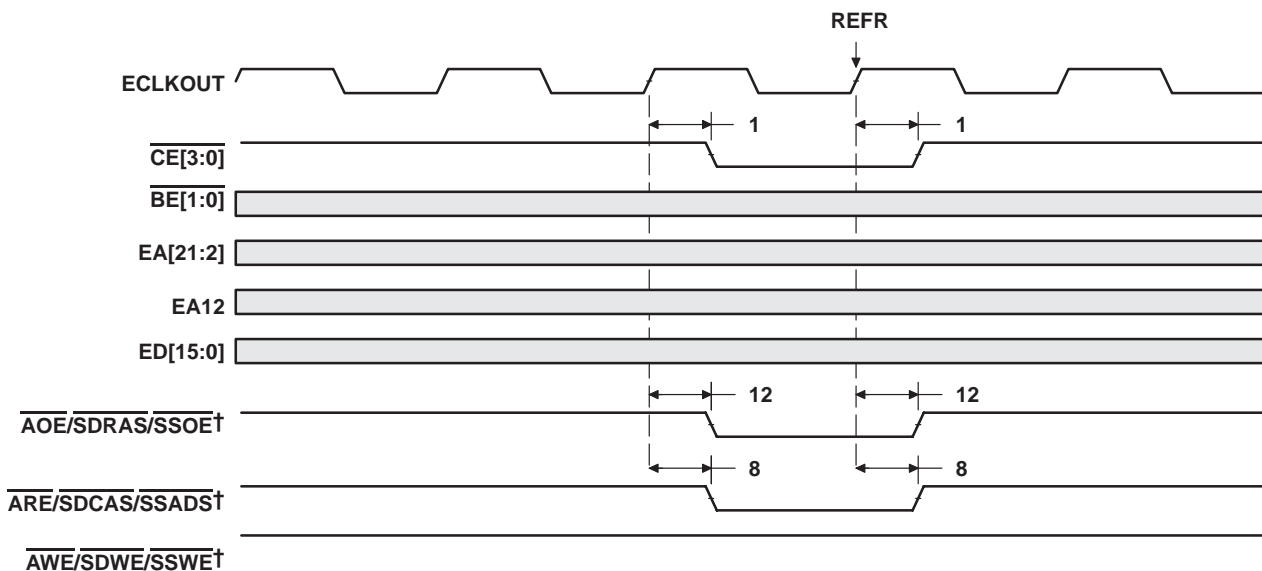 REFR
ECLKOUT
1 1
CE[3:0]
BE[1:0]
EA[21:2]
EA12
ED[15:0]
12 12
AOE/SDRAS/SSOE†
8 8
ARE/SDCAS/SSADS†
AWE/SDWE/SSWE†